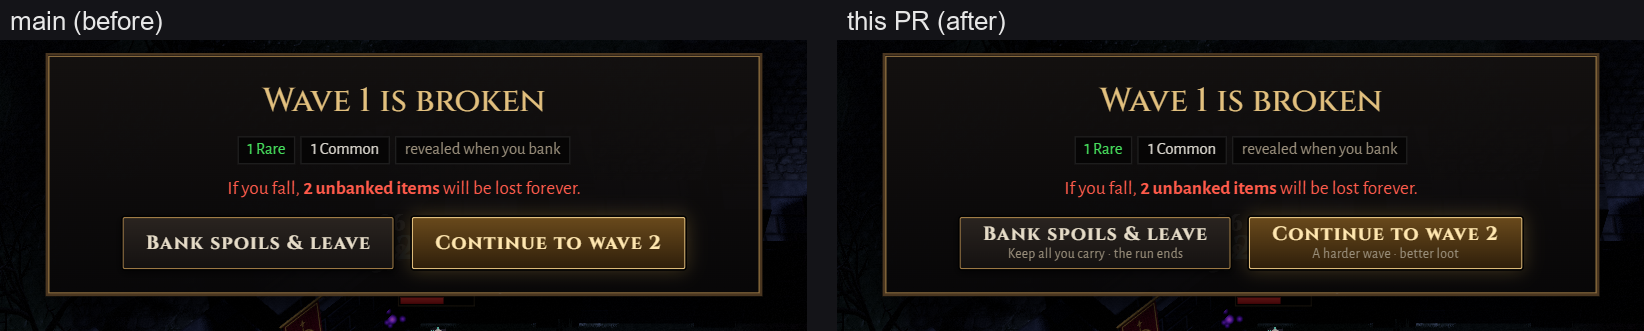 main (before)
Wave 1 is broken
1 Rare 1 Common revealed when you bank
If you fall, 2 unbanked items will be lost forever.
Bank spoils & leave Continue to wave 2
this PR (after)
Wave 1 is broken
1 Rare 1 Common revealed when you bank
If you fall, 2 unbanked items will be lost forever.
Bank spoils & leave Continue to wave 2
Keep all you carry · the run ends A harder wave · better loot